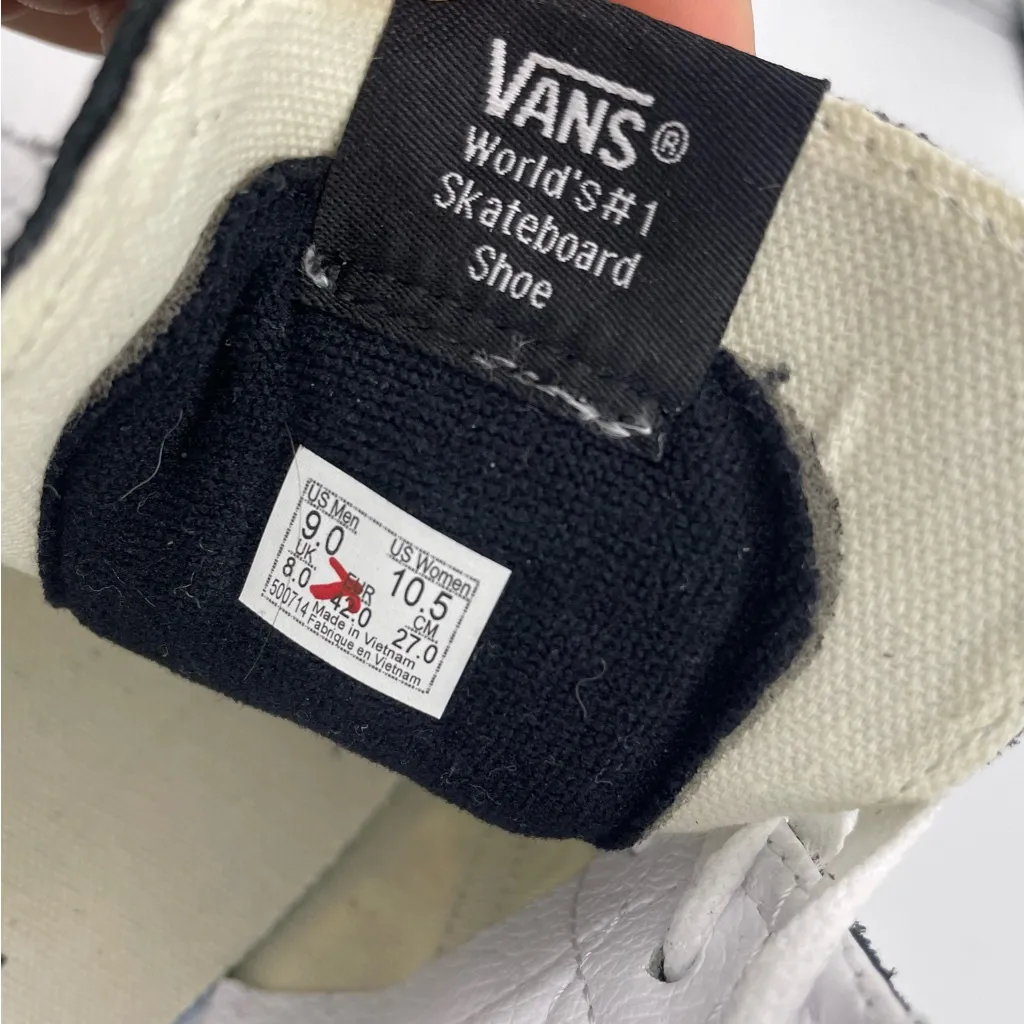 VANS®
World's #1
Skateboard
Shoe
US Men
9.0
US Women
10.5
UK
8.0
EUR
42.0
CM
27.0
500714 Made in Vietnam
Fabrique en Vietnam